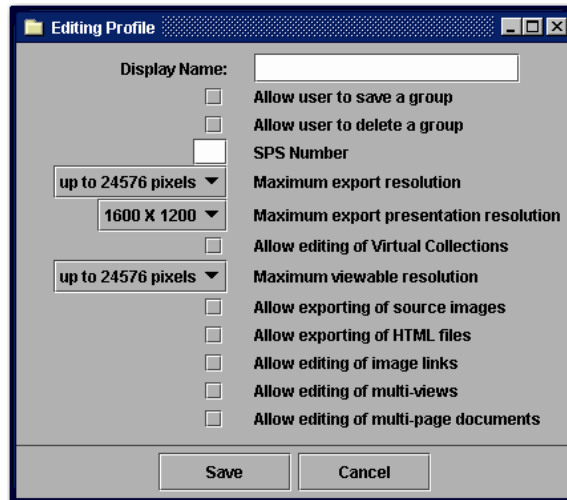 Editing Profile
Display Name:
Allow user to save a group
Allow user to delete a group
SPS Number
up to 24576 pixels Maximum export resolution
1600 X 1200 Maximum export presentation resolution
Allow editing of Virtual Collections
up to 24576 pixels Maximum viewable resolution
Allow exporting of source images
Allow exporting of HTML files
Allow editing of image links
Allow editing of multi-views
Allow editing of multi-page documents
Save Cancel